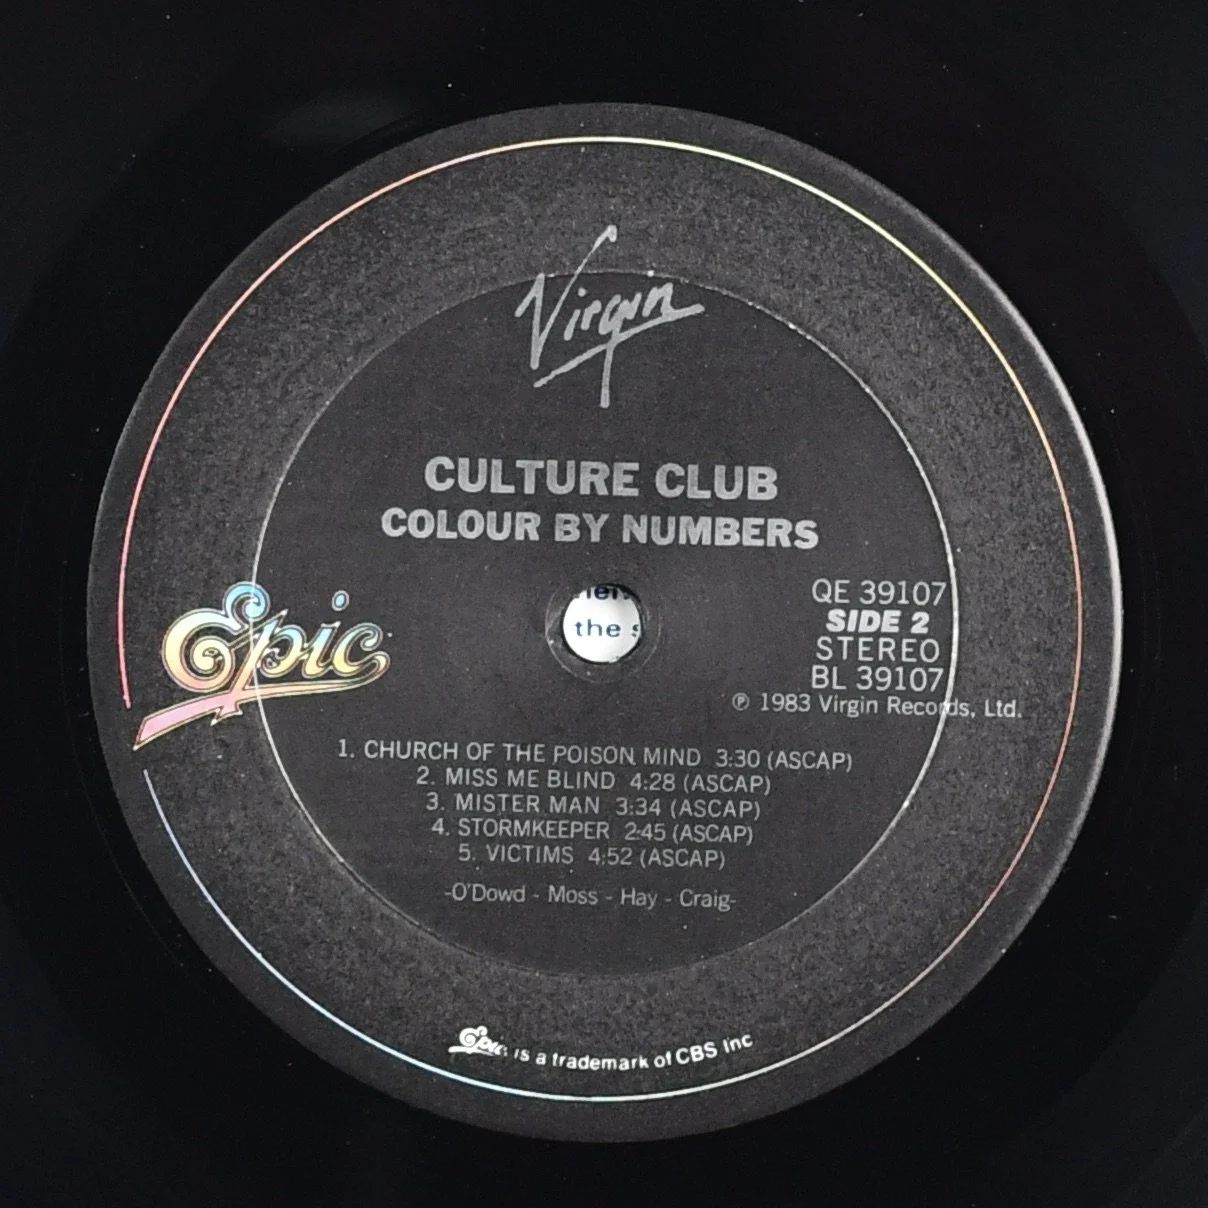 Virgin
CULTURE CLUB
COLOUR BY NUMBERS
the s
Epic
QE 39107
SIDE 2
STEREO
BL 39107
℗ 1983 Virgin Records, Ltd.
1. CHURCH OF THE POISON MIND 3:30 (ASCAP)
2. MISS ME BLIND 4:28 (ASCAP)
3. MISTER MAN 3:34 (ASCAP)
4. STORMKEEPER 2:45 (ASCAP)
5. VICTIMS 4:52 (ASCAP)
-O'Dowd - Moss - Hay - Craig-
Epic is a trademark of CBS Inc